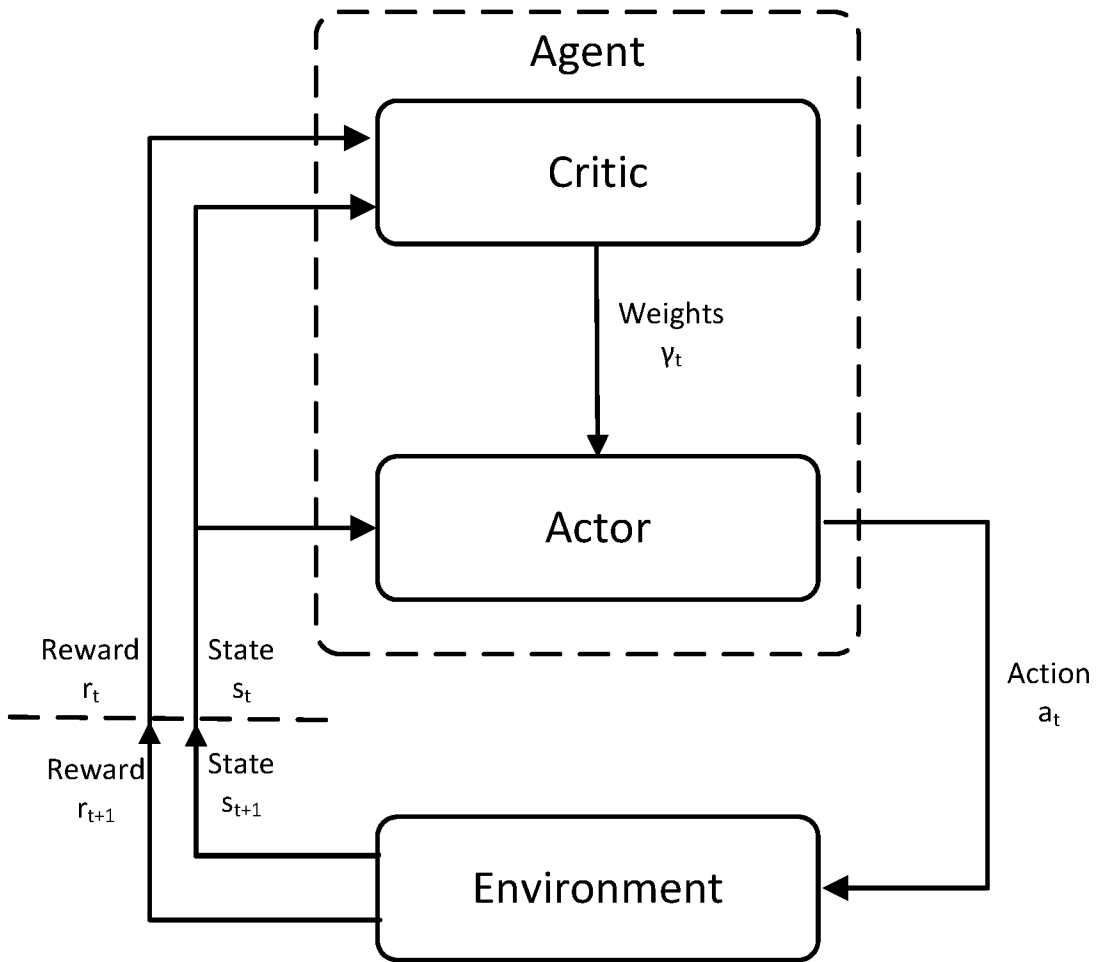 Agent
Critic
Weights
γt
Actor
Reward
rt
State
st
Action
at
Reward
rt+1
State
st+1
Environment